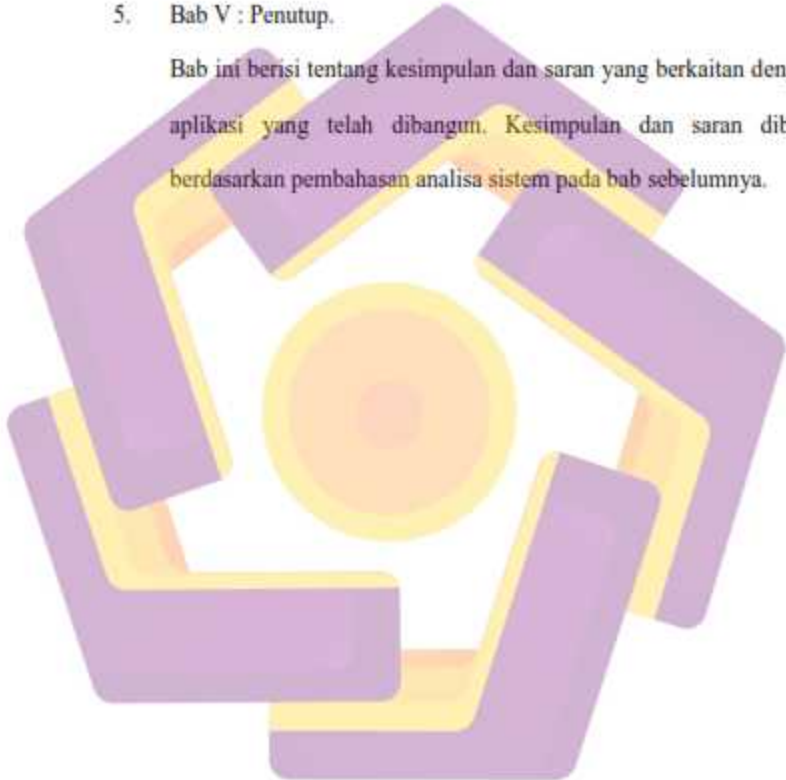 5. Bab V : Penutup.
Bab ini berisi tentang kesimpulan dan saran yang berkaitan den
aplikasi yang telah dibangun. Kesimpulan dan saran dib
berdasarkan pembahasan analisa sistem pada bab sebelumnya.